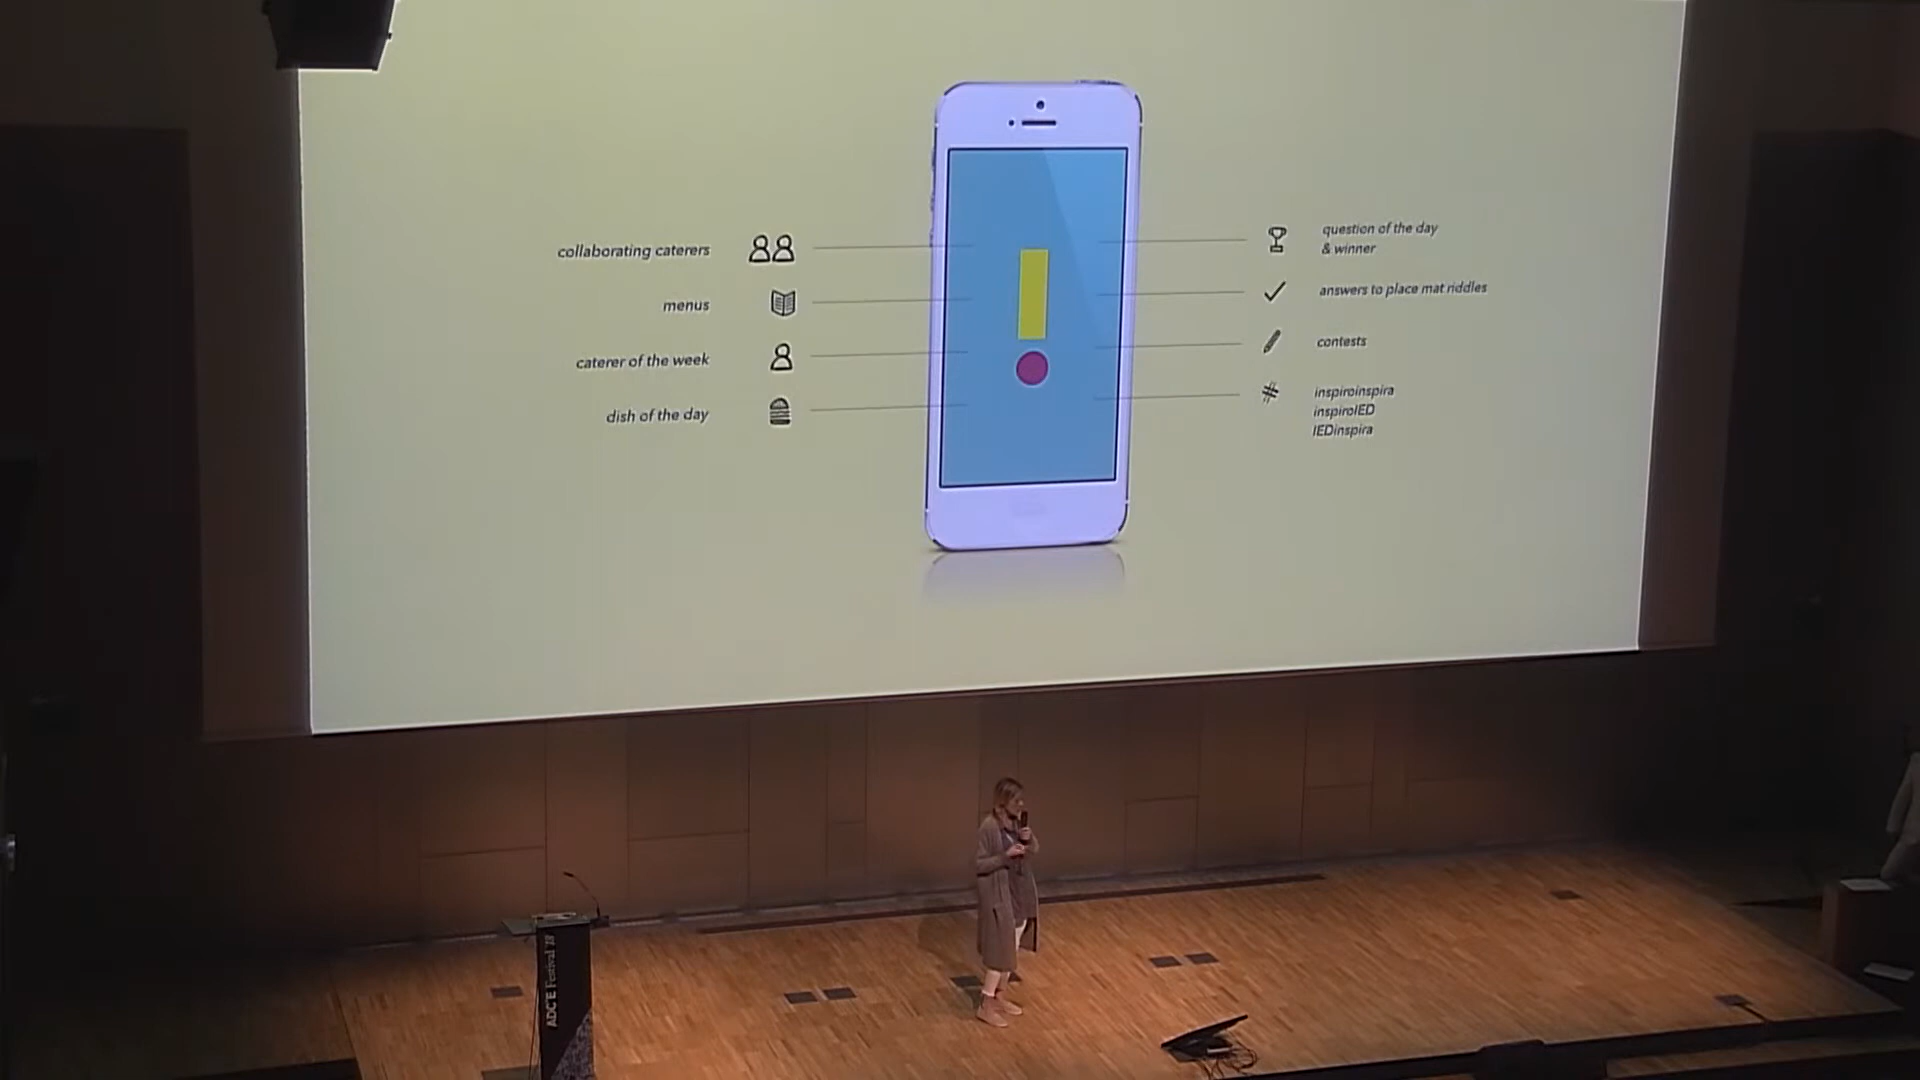 collaborating caterers
menus
caterer of the week
dish of the day
question of the day
& winner
answers to place mat riddles
contests
#
inspiroinspira
inspiroIED
IEDinspira
ADC*E Festival '18